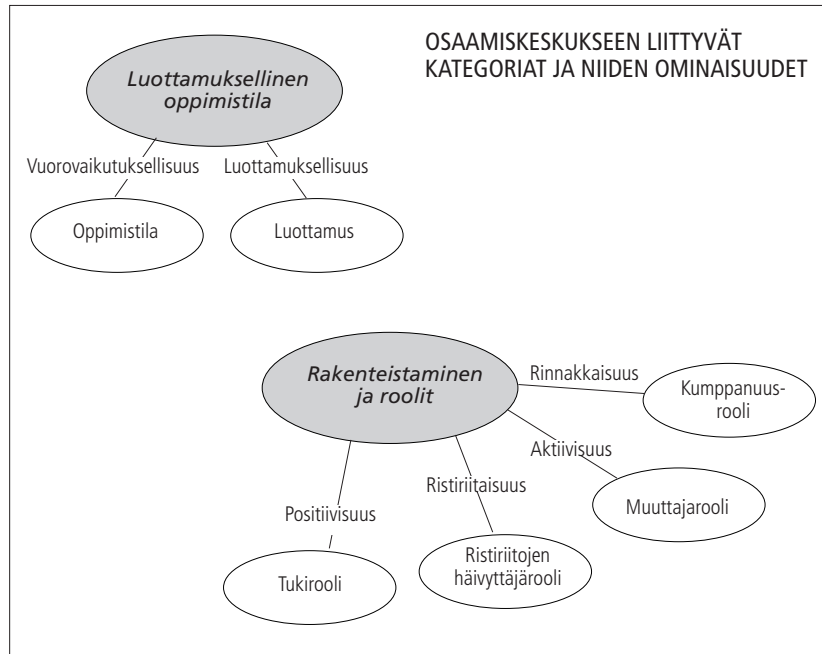 OSAAMISKESKUKSEEN LIITTYVÄT
KATEGORIAT JA NIIDEN OMINAISUUDET
Luottamuksellinen
oppimistila
Vuorovaikutuksellisuus
Luottamuksellisuus
Oppimistila
Luottamus
Rakenteistaminen
ja roolit
Rinnakkaisuus
Kumppanuus-
rooli
Aktiivisuus
Muuttajarooli
Ristiriitaisuus
Ristiriitojen
häivyttäjärooli
Positiivisuus
Tukirooli